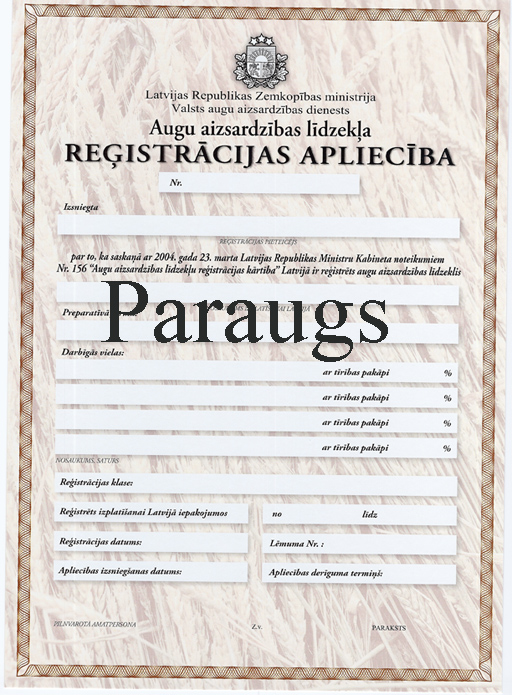 Latvijas Republikas Zemkopības ministrija
Valsts augu aizsardzības dienests
Augu aizsardzības līdzekļa
REĢISTRĀCIJAS APLIECĪBA
Nr.
Izsniegta
REĢISTRĀCIJAS PIETEICĒJS
par to, ka saskaņā ar 2004. gada 23. marta Latvijas Republikas Ministru Kabineta noteikumiem
Nr. 156 "Augu aizsardzības līdzekļu reģistrācijas kārtība" Latvijā ir reģistrēts augu aizsardzības līdzeklis
Paraugs
Darbīgās vielas:
ar tīrības pakāpi %
ar tīrības pakāpi %
ar tīrības pakāpi %
ar tīrības pakāpi %
NOSAUKUMS, SATURS
Reģistrācijas klase:
Reģistrēts izplatīšanai Latvijā iepakojumos no līdz
Reģistrācijas datums: Lēmuma Nr. :
Apliecības izsniegšanas datums: Apliecības derīguma termiņš:
PILNVAROTĀ AMATPERSONA Z.v. PARAKSTS